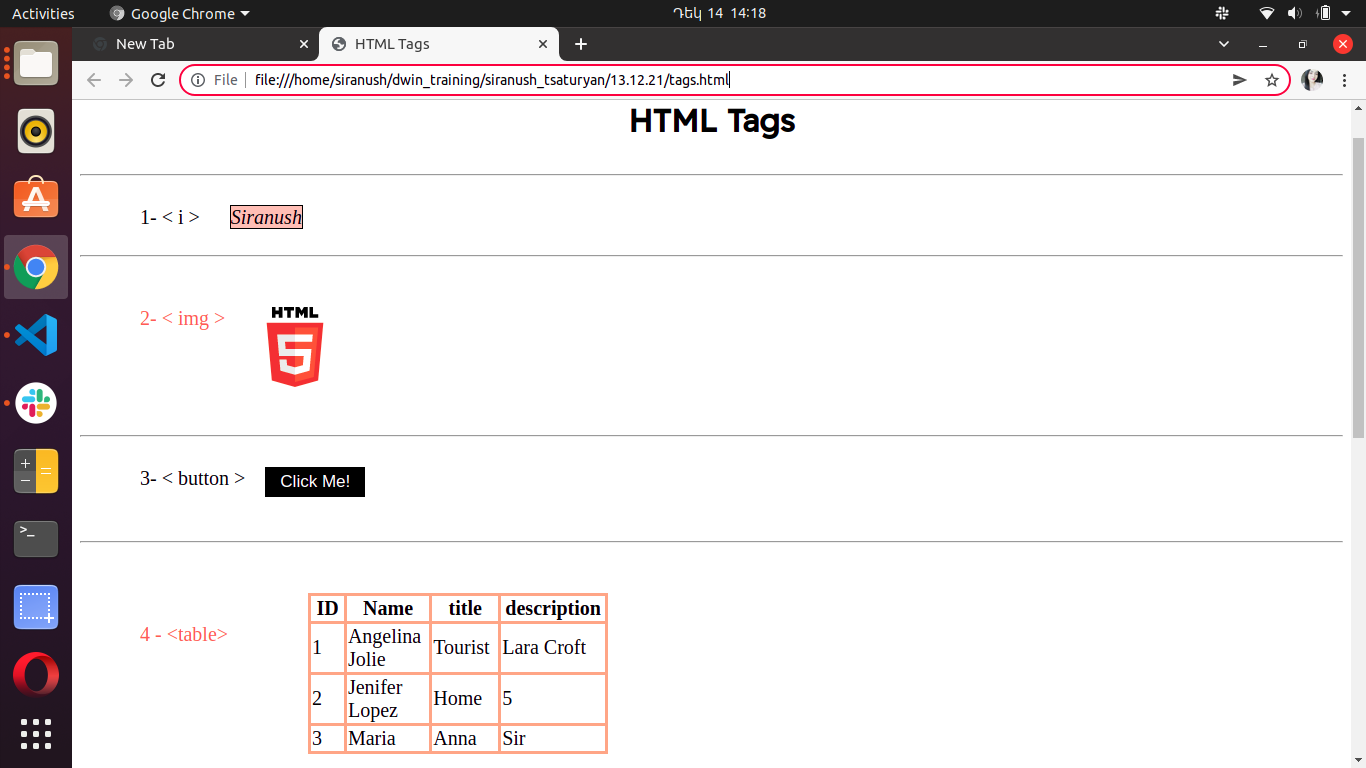 Activities
Google Chrome
Դեկ 14 14:18
New Tab
HTML Tags
File
file:///home/siranush/dwin_training/siranush_tsaturyan/13.12.21/tags.html
HTML Tags
1- < i > Siranush
2- < img >
HTML
5
3- < button > Click Me!
4 - <table>
ID Name title description
1 Angelina Jolie Tourist Lara Croft
2 Jenifer Lopez Home 5
3 Maria Anna Sir